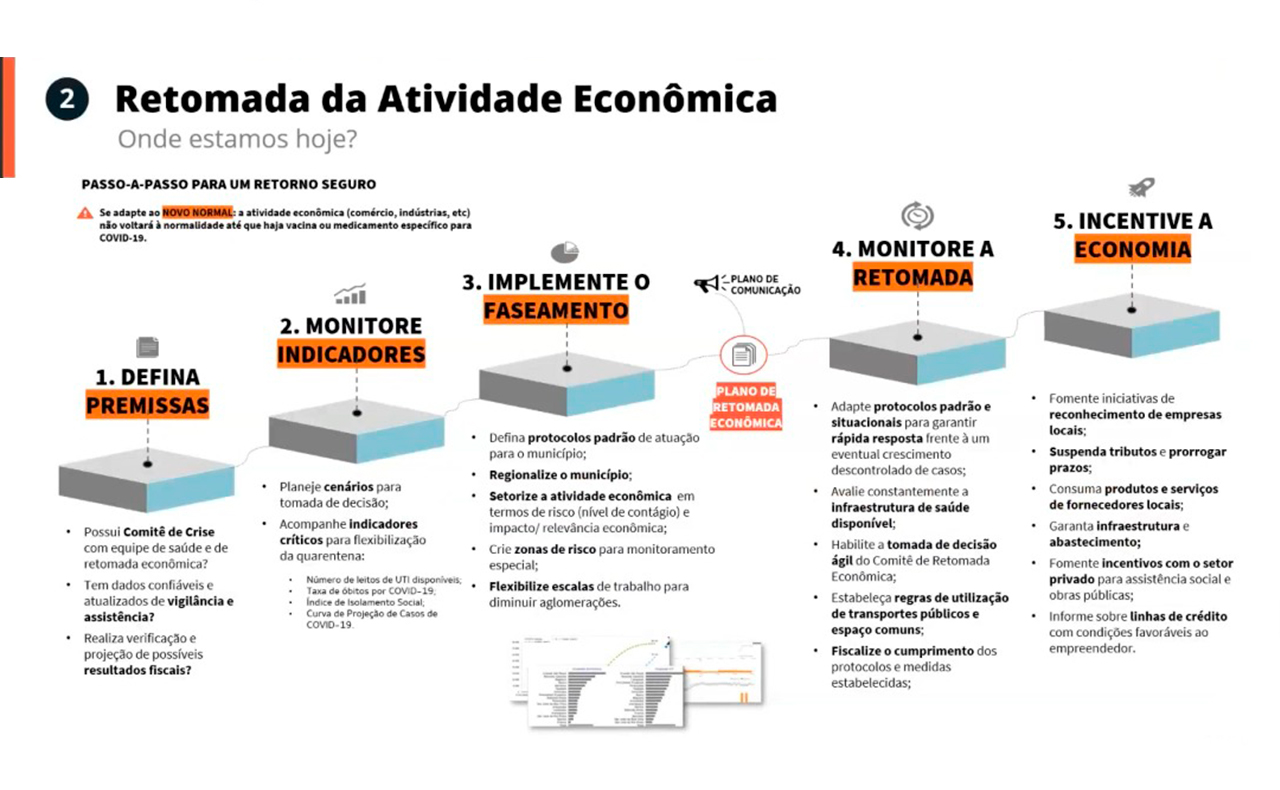 2
Retomada da Atividade Econômica
Onde estamos hoje?
PASSO-A-PASSO PARA UM RETORNO SEGURO
Se adapte ao NOVO NORMAL: a atividade econômica (comércio, indústrias, etc)
não voltará à normalidade até que haja vacina ou medicamento específico para
COVID-19.
1. DEFINA
PREMISSAS
• Possui Comitê de Crise
com equipe de saúde e de
retomada econômica?
• Tem dados confiáveis e
atualizados de vigilância e
assistência?
• Realiza verificação e
projeção de possíveis
resultados fiscais?
2. MONITORE
INDICADORES
• Planeje cenários para
tomada de decisão;
• Acompanhe indicadores
críticos para flexibilização
da quarentena:
• Número de leitos de UTI disponíveis;
• Taxa de óbitos por COVID-19;
• Índice de Isolamento Social;
• Curva de Projeção de Casos de
COVID-19.
3. IMPLEMENTE O
FASEAMENTO
• Defina protocolos padrão de atuação
para o município;
• Regionalize o município;
• Setorize a atividade econômica em
termos de risco (nível de contágio) e
impacto/ relevância econômica;
• Crie zonas de risco para monitoramento
especial;
• Flexibilize escalas de trabalho para
diminuir aglomerações.
PLANO DE
COMUNICAÇÃO
PLANO DE
RETOMADA
ECONÔMICA
4. MONITORE A
RETOMADA
• Adapte protocolos padrão e
situacionais para garantir
rápida resposta frente à um
eventual crescimento
descontrolado de casos;
• Avalie constantemente a
infraestrutura de saúde
disponível;
• Habilite a tomada de decisão
ágil do Comitê de Retomada
Econômica;
• Estabeleça regras de utilização
de transportes públicos e
espaço comuns;
• Fiscalize o cumprimento dos
protocolos e medidas
estabelecidas;
5. INCENTIVE A
ECONOMIA
• Fomente iniciativas de
reconhecimento de empresas
locais;
• Suspenda tributos e prorrogar
prazos;
• Consuma produtos e serviços
de fornecedores locais;
• Garanta infraestrutura e
abastecimento;
• Fomente incentivos com o setor
privado para assistência social e
obras públicas;
• Informe sobre linhas de crédito
com condições favoráveis ao
empreendedor.